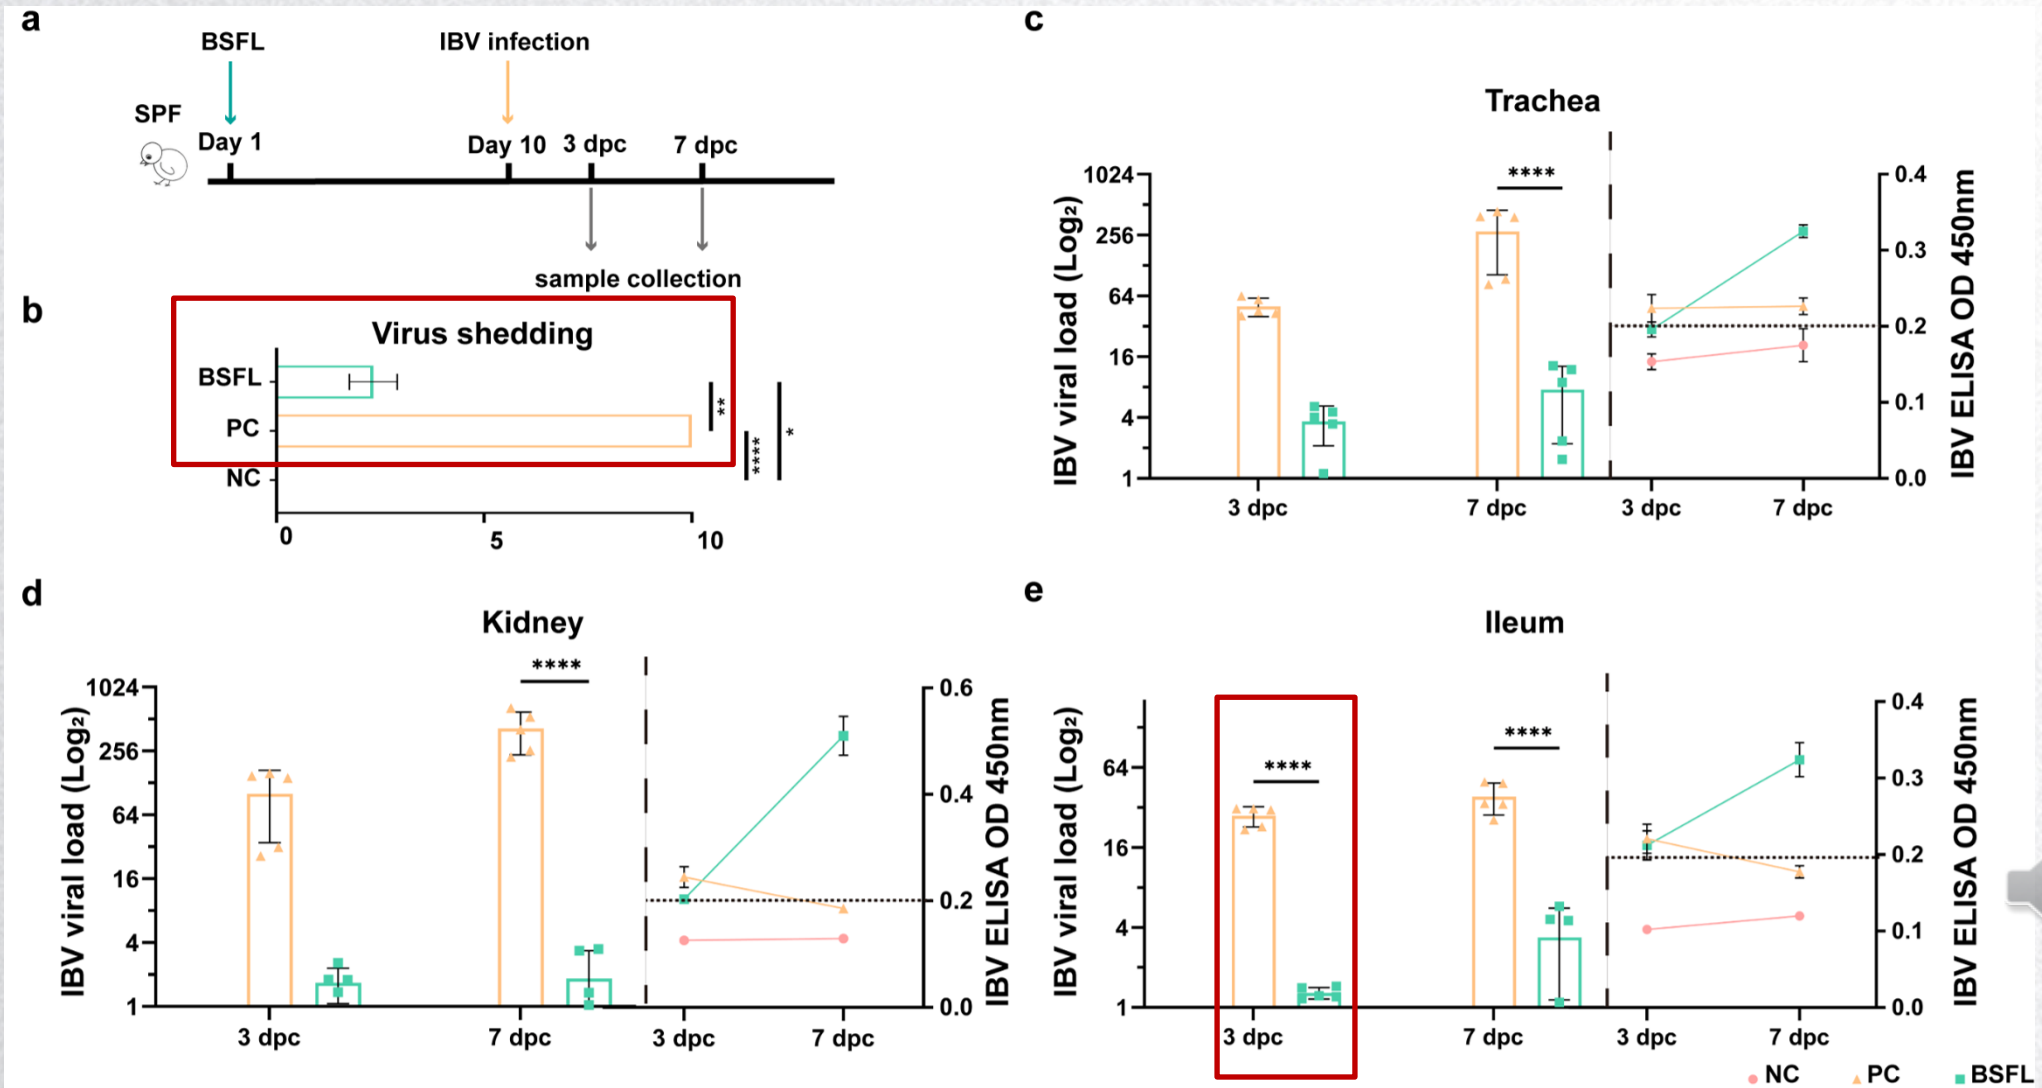 a
BSFL
IBV infection
SPF
Day 1
Day 10
3 dpc
7 dpc
sample collection
b
Virus shedding
BSFL
PC
NC
**
****
*
0
5
10
c
Trachea
IBV viral load (Log₂)
1024
256
64
16
4
1
****
3 dpc
7 dpc
3 dpc
7 dpc
0.4
0.3
0.2
0.1
0.0
IBV ELISA OD 450nm
d
Kidney
IBV viral load (Log₂)
1024
256
64
16
4
1
****
3 dpc
7 dpc
3 dpc
7 dpc
0.6
0.4
0.2
0.0
IBV ELISA OD 450nm
e
Ileum
IBV viral load (Log₂)
64
16
4
1
****
****
3 dpc
7 dpc
3 dpc
7 dpc
0.4
0.3
0.2
0.1
0.0
IBV ELISA OD 450nm
NC
PC
BSFL